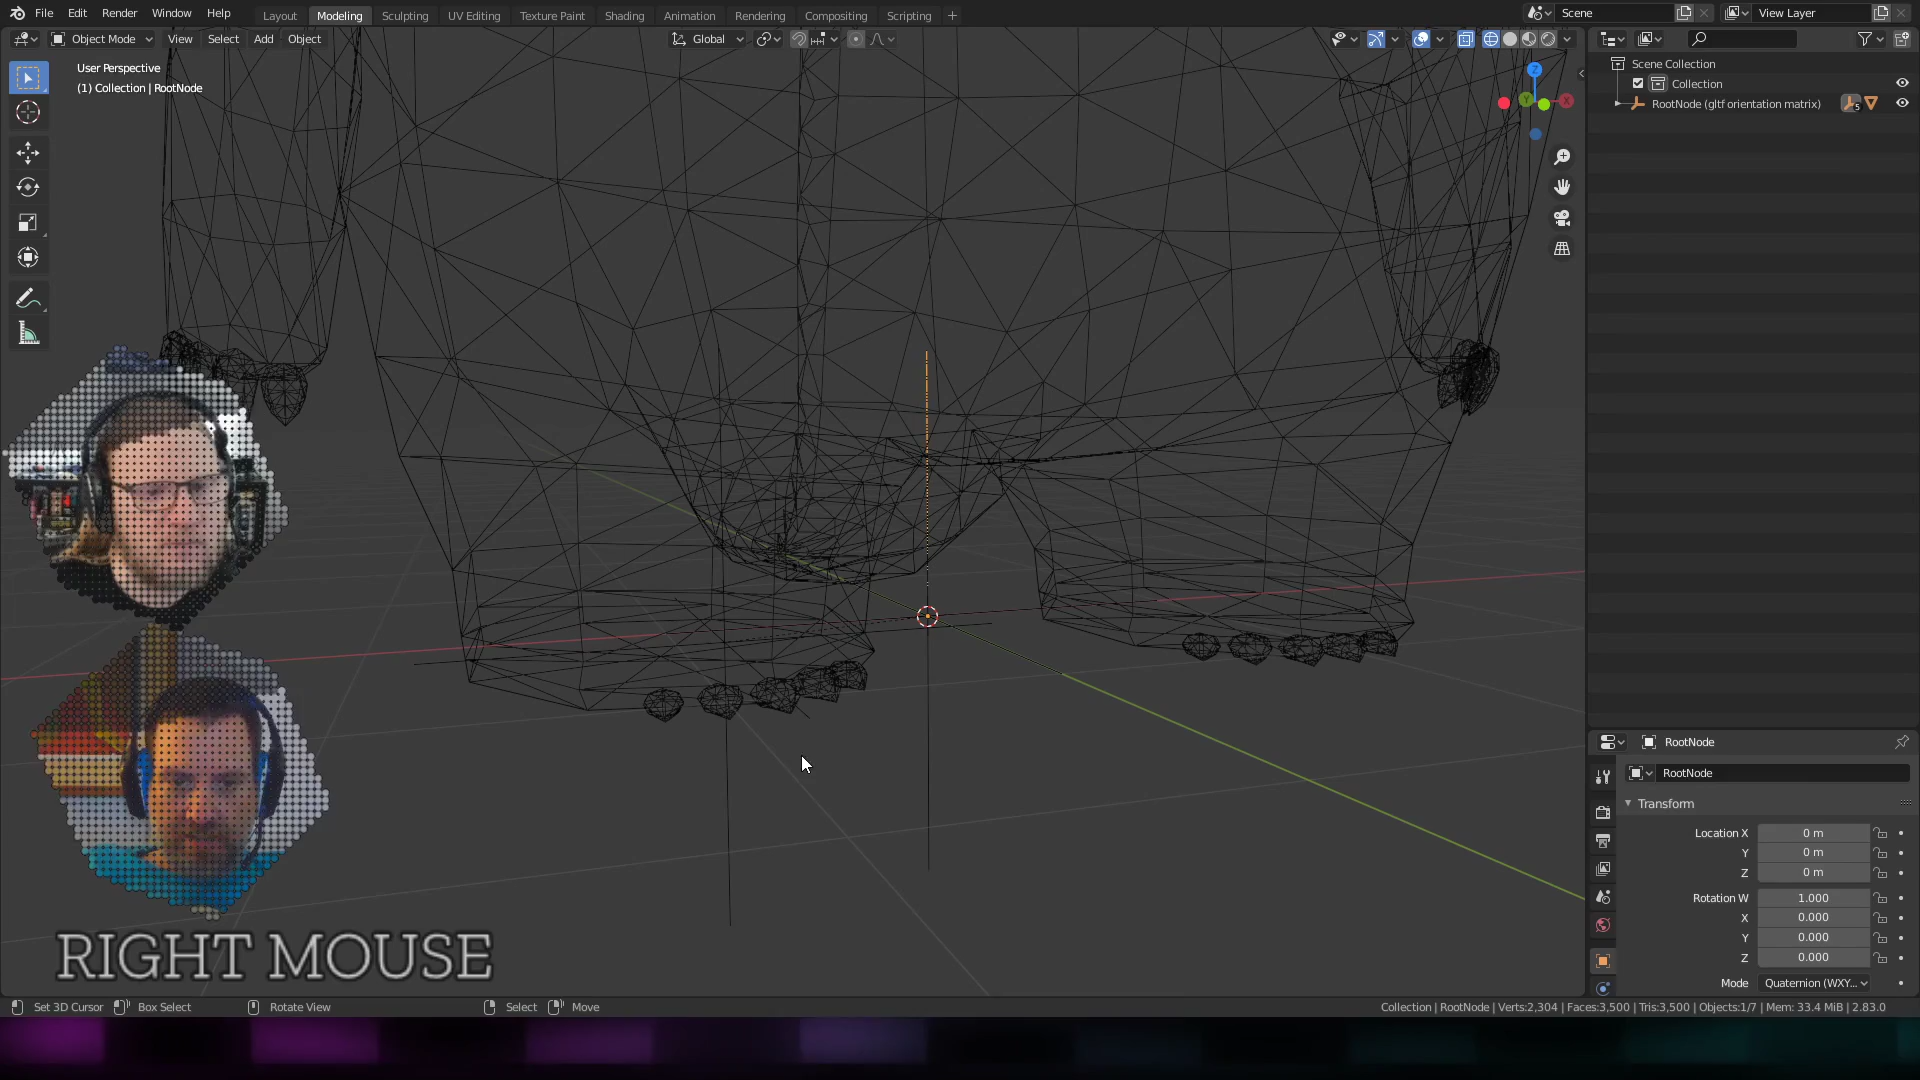 File Edit Render Window Help Layout Modeling Sculpting UV Editing Texture Paint Shading Animation Rendering Compositing Scripting + Scene View Layer
Object Mode View Select Add Object Global
User Perspective
(1) Collection | RootNode
Z
Y
X
Scene Collection
Collection
RootNode (gltf orientation matrix) 5
RootNode
RootNode
Transform
Location X 0 m
Y 0 m
Z 0 m
Rotation W 1.000
X 0.000
Y 0.000
Z 0.000
Mode Quaternion (WXY...
RIGHT MOUSE
Set 3D Cursor Box Select Rotate View Select Move Collection | RootNode | Verts:2,304 | Faces:3,500 | Tris:3,500 | Objects:1/7 | Mem: 33.4 MiB | 2.83.0